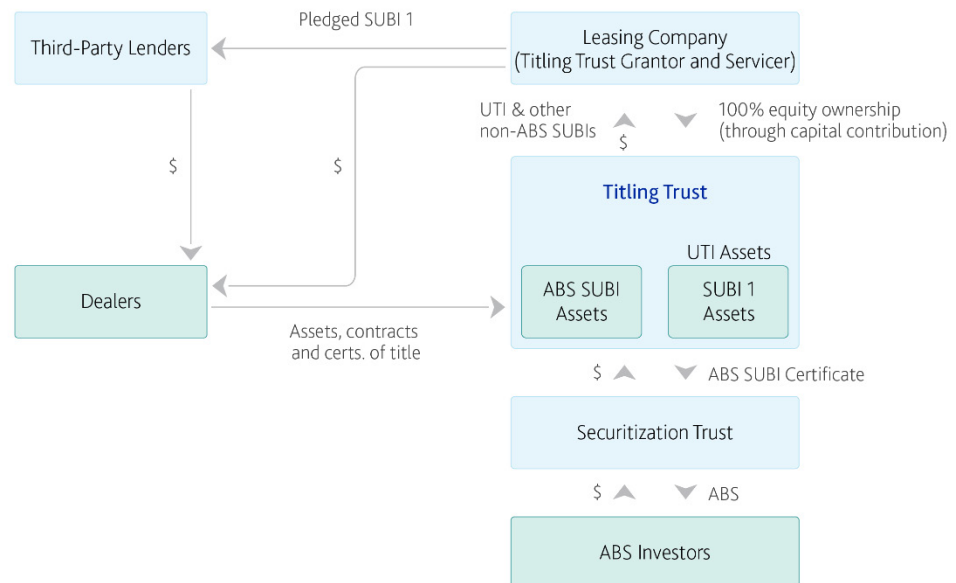 Pledged SUBI 1
Third-Party Lenders
Leasing Company
(Titling Trust Grantor and Servicer)
UTI & other
non-ABS SUBIs
$
100% equity ownership
(through capital contribution)
$
$
Titling Trust
UTI Assets
ABS SUBI
Assets
SUBI 1
Assets
Dealers
Assets, contracts
and certs. of title
$
ABS SUBI Certificate
Securitization Trust
$
ABS
ABS Investors